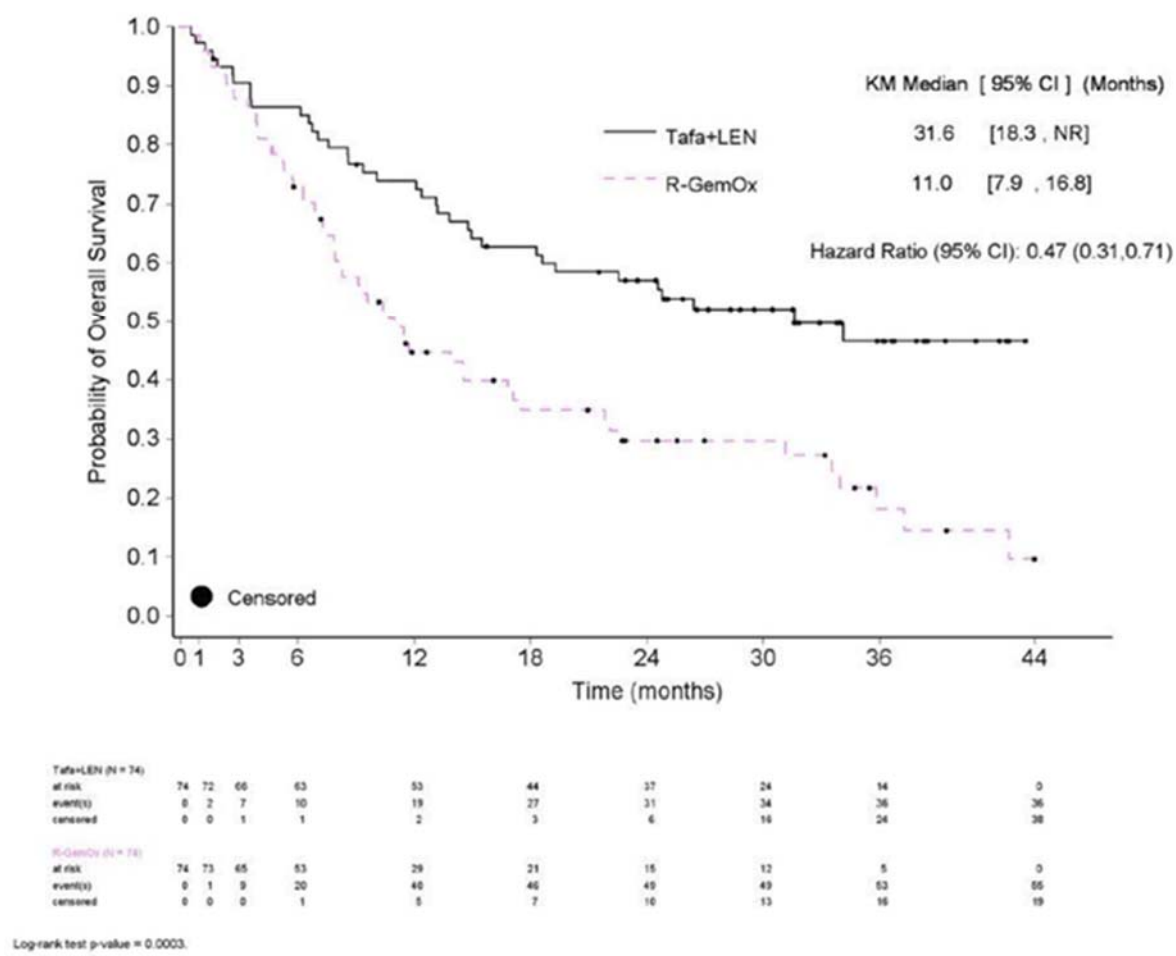 1.0
0.9
0.8
0.7
0.6
0.5
0.4
0.3
0.2
0.1
0.0
Probability of Overall Survival
KM Median [ 95% CI ] (Months)
Tafa+LEN 31.6 [18.3 , NR]
R-GemOx 11.0 [7.9 , 16.8]
Hazard Ratio (95% CI): 0.47 (0.31,0.71)
Censored
0 1 3 6 12 18 24 30 36 44
Time (months)
Tafa+LEN (N = 74)
at risk 74 72 66 63 53 44 37 24 14 0
event(s) 0 2 7 10 19 27 31 34 36 36
censored 0 0 1 1 2 3 6 16 24 38
R-GemOx (N = 74)
at risk 74 73 65 53 29 21 15 12 5 0
event(s) 0 1 9 20 40 46 49 49 53 55
censored 0 0 0 1 5 7 10 13 16 19
Log-rank test p-value = 0.0003.